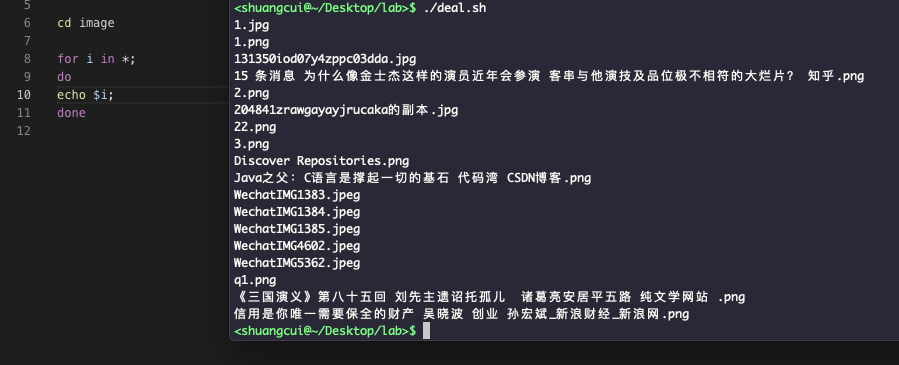 5
6 cd image
7
8 for i in *;
9 do
10 echo $i;
11 done
12
<shuangcui@~/Desktop/lab>$ ./deal.sh
1.jpg
1.png
131350iod07y4zppc03dda.jpg
15 条消息 为什么像金士杰这样的演员近年会参演 客串与他演技及品位极不相符的大烂片? 知乎.png
2.png
204841zrawgayayjrucaka的副本.jpg
22.png
3.png
Discover Repositories.png
Java之父：C语言是撑起一切的基石 代码湾 CSDN博客.png
WechatIMG1383.jpeg
WechatIMG1384.jpeg
WechatIMG1385.jpeg
WechatIMG4602.jpeg
WechatIMG5362.jpeg
q1.png
《三国演义》第八十五回 刘先主遗诏托孤儿  诸葛亮安居平五路 纯文学网站 .png
信用是你唯一需要保全的财产 吴晓波 创业 孙宏斌_新浪财经_新浪网.png
<shuangcui@~/Desktop/lab>$